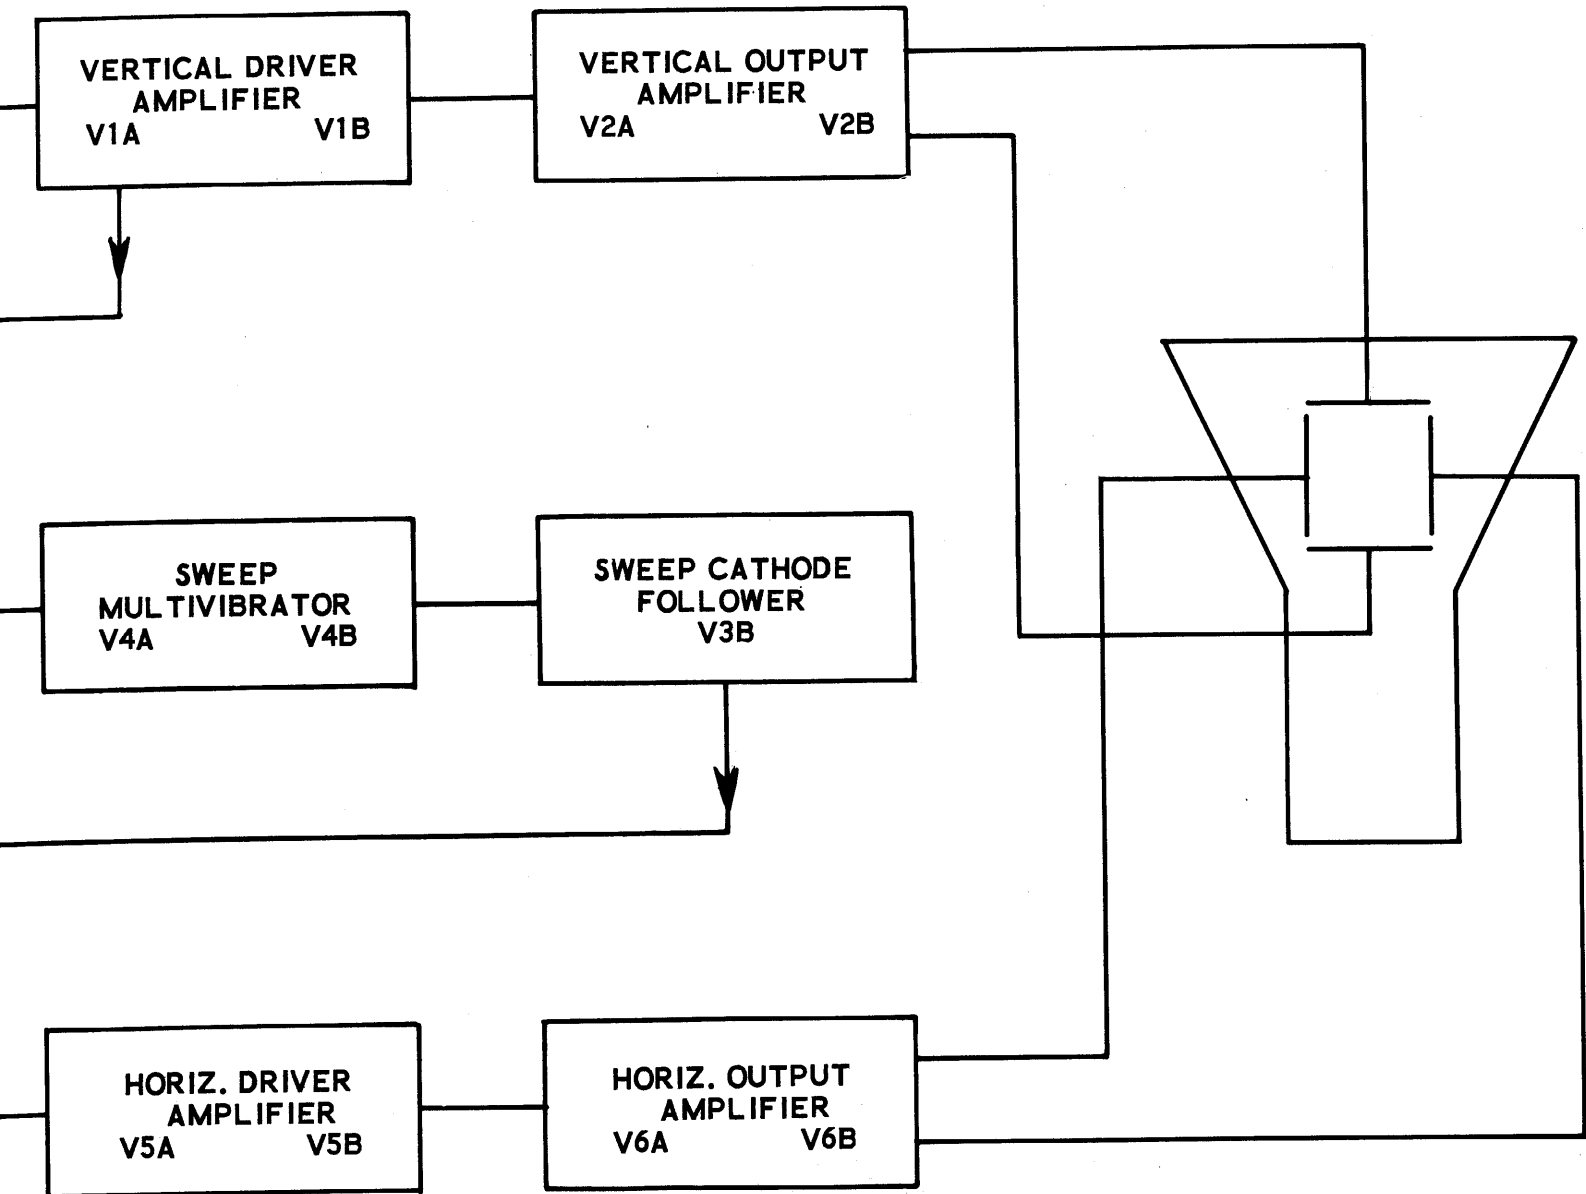 VERTICAL DRIVER
AMPLIFIER
V1A V1B
VERTICAL OUTPUT
AMPLIFIER
V2A V2B
SWEEP
MULTIVIBRATOR
V4A V4B
SWEEP CATHODE
FOLLOWER
V3B
HORIZ. DRIVER
AMPLIFIER
V5A V5B
HORIZ. OUTPUT
AMPLIFIER
V6A V6B